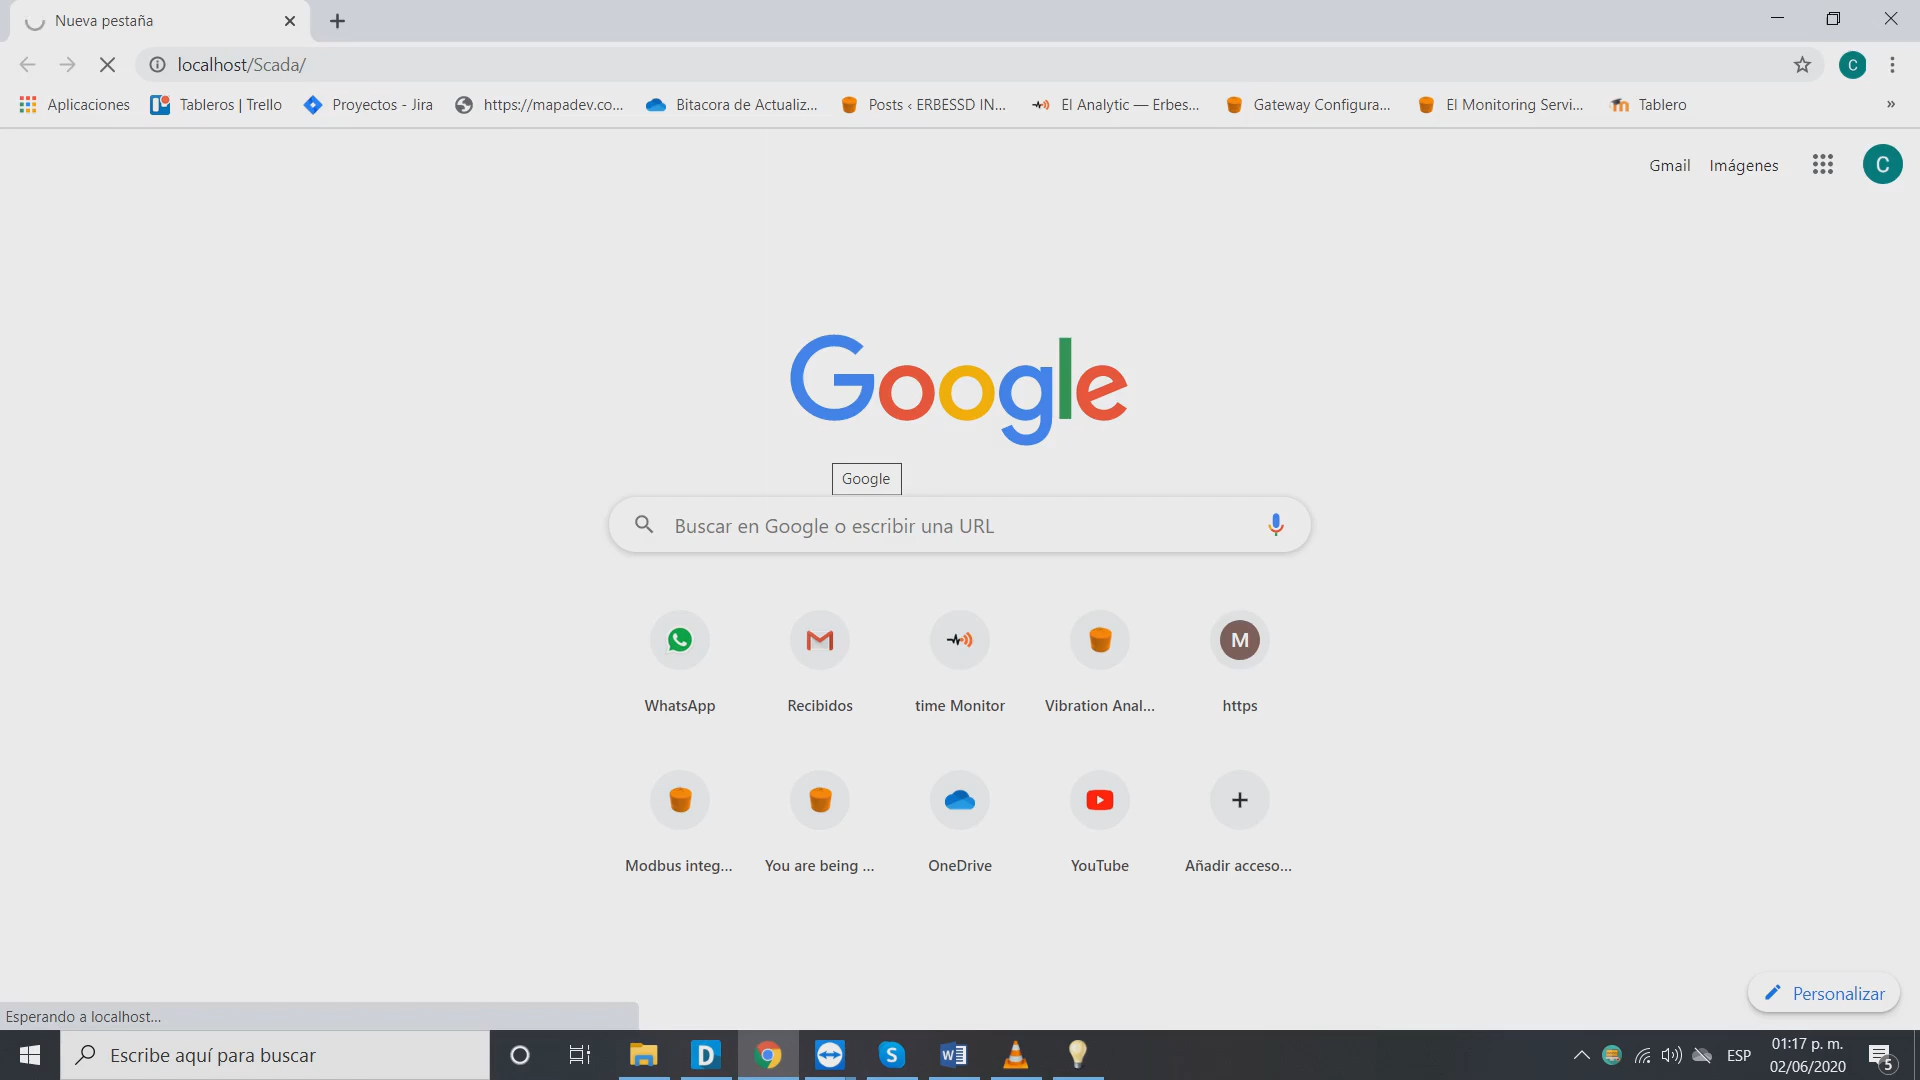 Nueva pestaña
localhost/Scada/
C
Aplicaciones
Tableros | Trello
Proyectos - Jira
https://mapadev.co...
Bitacora de Actualiz...
Posts ‹ ERBESSD IN...
EI Analytic — Erbes...
Gateway Configura...
EI Monitoring Servi...
Tablero
»
Gmail
Imágenes
C
Google
Google
Buscar en Google o escribir una URL
M
WhatsApp
Recibidos
time Monitor
Vibration Anal...
https
Modbus integ...
You are being ...
OneDrive
YouTube
Añadir acceso...
Personalizar
Esperando a localhost...
Escribe aquí para buscar
D
S
W
ESP
01:17 p. m.
02/06/2020
5